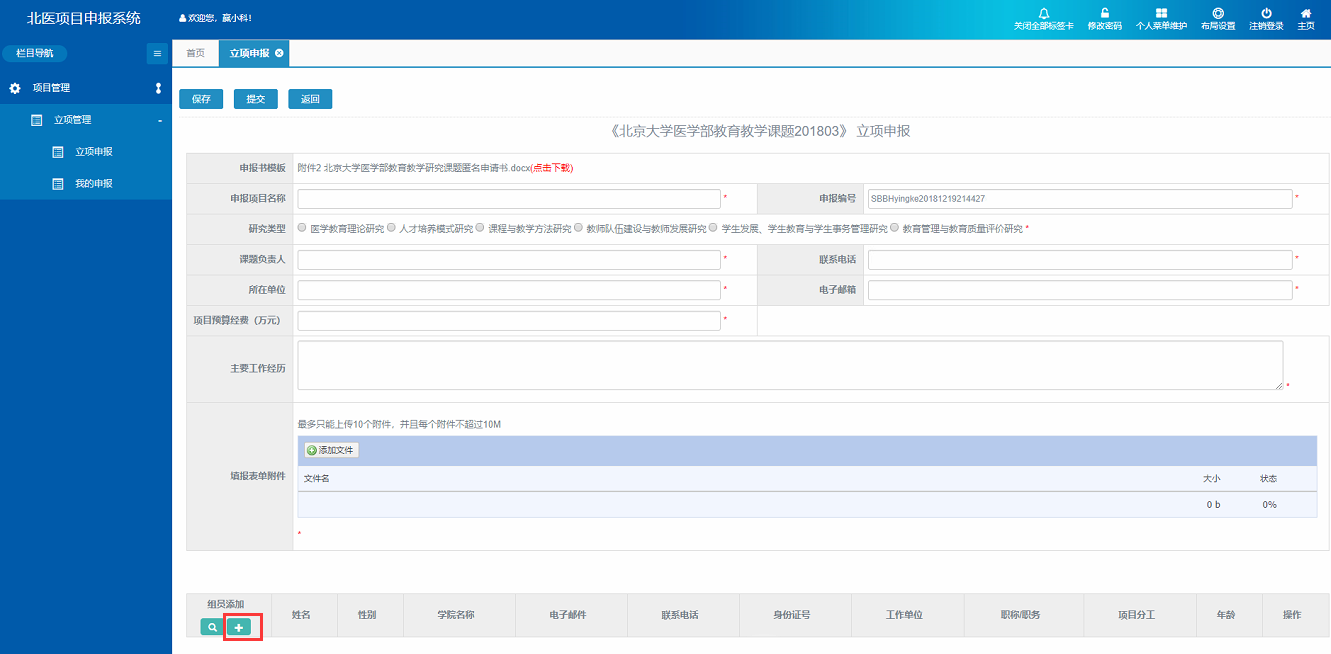 北医项目申报系统
欢迎您，赢小科!
关闭全部标签卡 修改密码 个人菜单维护 布局设置 注销登录 主页
栏目导航
首页 立项申报
项目管理
立项管理 -
立项申报
我的申报
保存 提交 返回
《北京大学医学部教育教学课题201803》 立项申报
申报书模板 附件2 北京大学医学部教育教学研究课题匿名申请书.docx(点击下载)
申报项目名称 * 申报编号 SBBHyingke20181219214427 *
研究类型 医学教育理论研究 人才培养模式研究 课程与教学方法研究 教师队伍建设与教师发展研究 学生发展、学生教育与学生事务管理研究 教育管理与教育质量评价研究 *
课题负责人 * 联系电话 *
所在单位 * 电子邮箱 *
项目预算经费（万元） *
主要工作经历 *
填报表单附件
最多只能上传10个附件，并且每个附件不超过10M
添加文件
文件名 大小 状态
0 b 0%
*
组员添加 姓名 性别 学院名称 电子邮件 联系电话 身份证号 工作单位 职称/职务 项目分工 年龄 操作